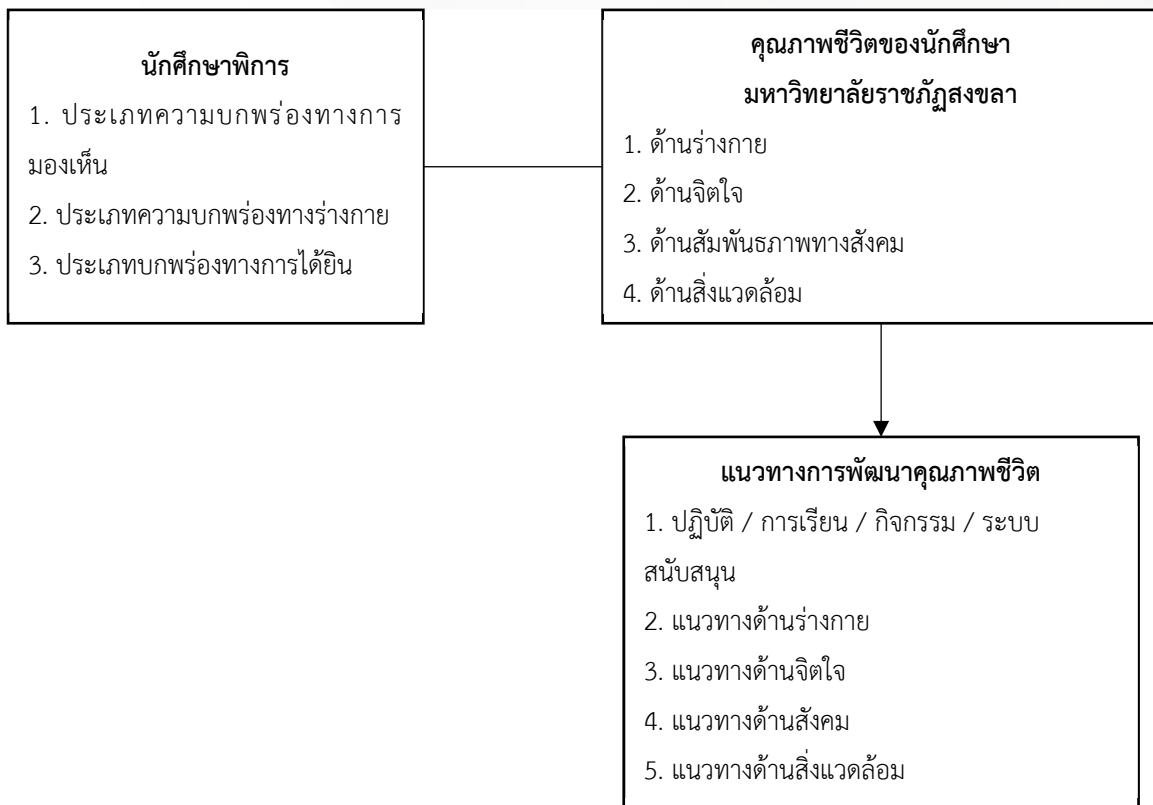 นักศึกษาพิการ
1. ประเภทความบกพร่องทางการ
มองเห็น
2. ประเภทความบกพร่องทางร่างกาย
3. ประเภทบกพร่องทางการได้ยิน
คุณภาพชีวิตของนักศึกษา
มหาวิทยาลัยราชภัฏสงขลา
1. ด้านร่างกาย
2. ด้านจิตใจ
3. ด้านสัมพันธภาพทางสังคม
4. ด้านสิ่งแวดล้อม
แนวทางการพัฒนาคุณภาพชีวิต
1. ปฏิบัติ / การเรียน / กิจกรรม / ระบบ
สนับสนุน
2. แนวทางด้านร่างกาย
3. แนวทางด้านจิตใจ
4. แนวทางด้านสังคม
5. แนวทางด้านสิ่งแวดล้อม